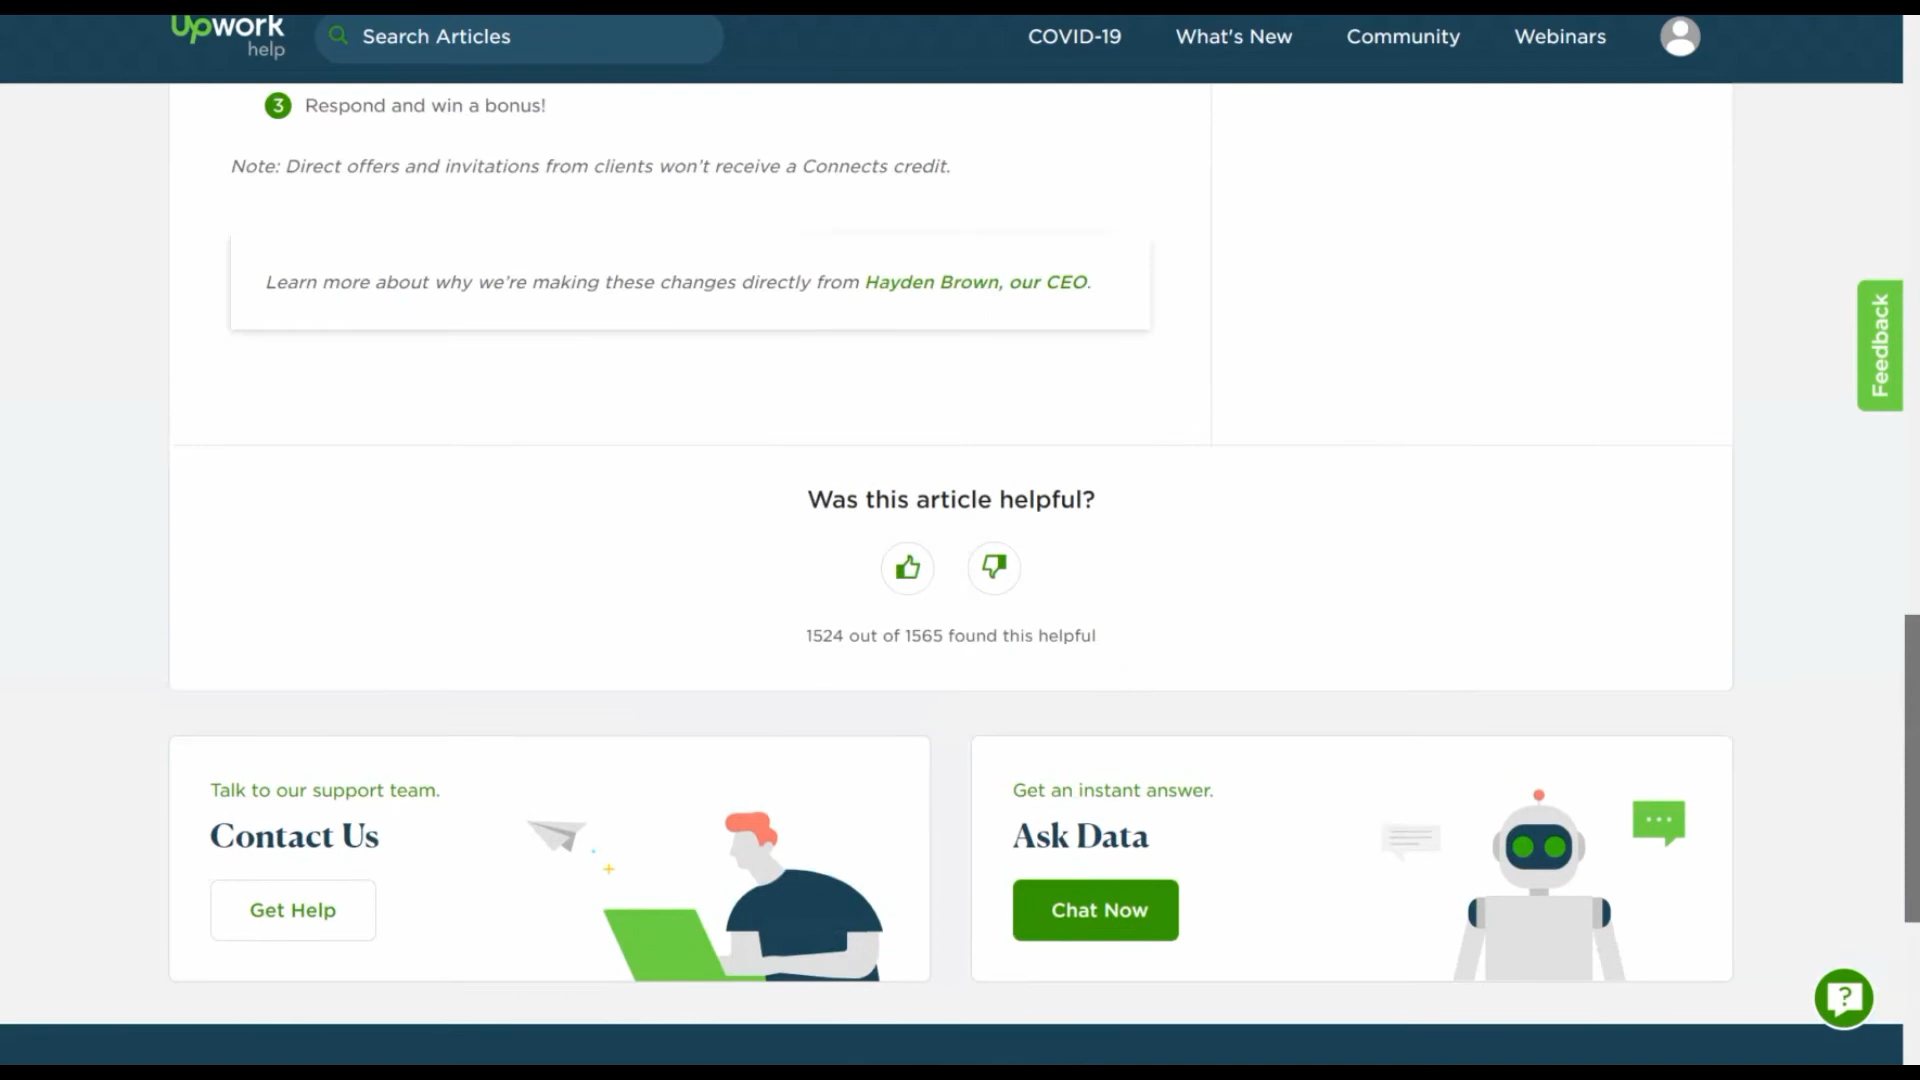 Upwork
help
Search Articles
COVID-19
What's New
Community
Webinars
3 Respond and win a bonus!
Note: Direct offers and invitations from clients won't receive a Connects credit.
Learn more about why we're making these changes directly from Hayden Brown, our CEO.
Feedback
Was this article helpful?
1524 out of 1565 found this helpful
Talk to our support team.
Contact Us
Get Help
Get an instant answer.
Ask Data
Chat Now
?